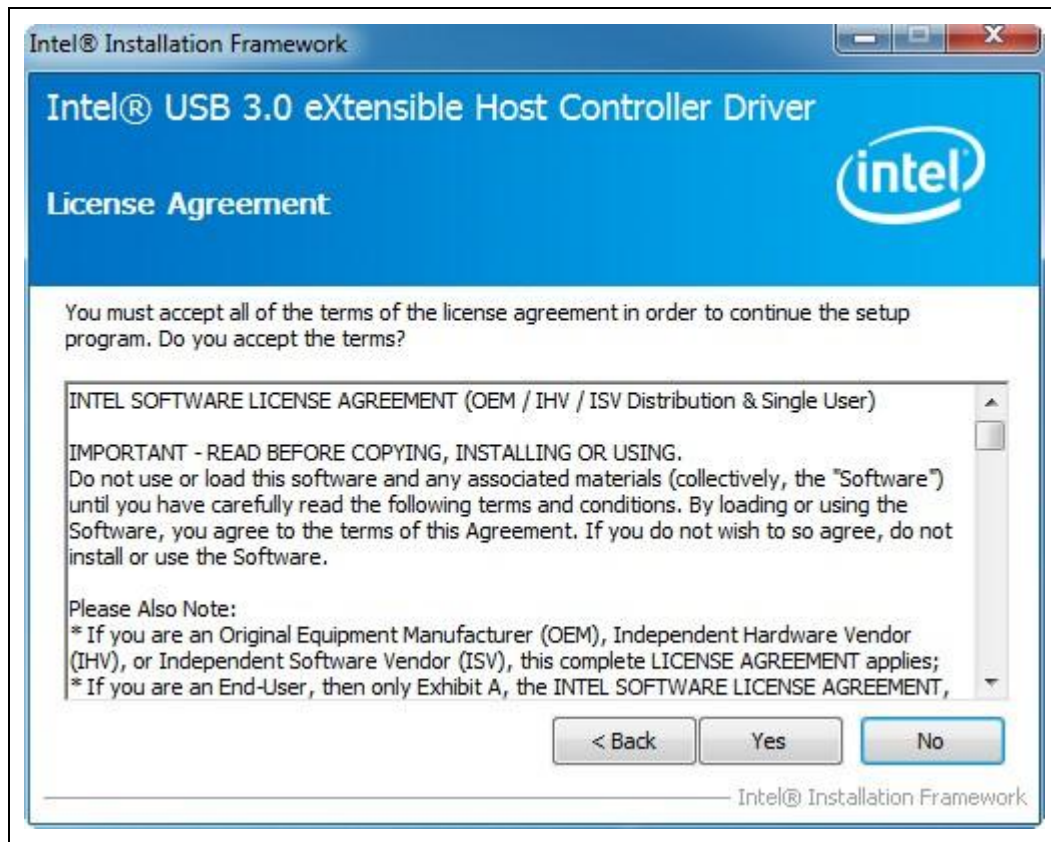 Intel® Installation Framework
Intel® USB 3.0 eXtensible Host Controller Driver
intel
License Agreement
You must accept all of the terms of the license agreement in order to continue the setup
program. Do you accept the terms?
INTEL SOFTWARE LICENSE AGREEMENT (OEM / IHV / ISV Distribution & Single User)
IMPORTANT - READ BEFORE COPYING, INSTALLING OR USING.
Do not use or load this software and any associated materials (collectively, the "Software")
until you have carefully read the following terms and conditions. By loading or using the
Software, you agree to the terms of this Agreement. If you do not wish to so agree, do not
install or use the Software.
Please Also Note:
* If you are an Original Equipment Manufacturer (OEM), Independent Hardware Vendor
(IHV), or Independent Software Vendor (ISV), this complete LICENSE AGREEMENT applies;
* If you are an End-User, then only Exhibit A, the INTEL SOFTWARE LICENSE AGREEMENT,
< Back Yes No
Intel® Installation Framework